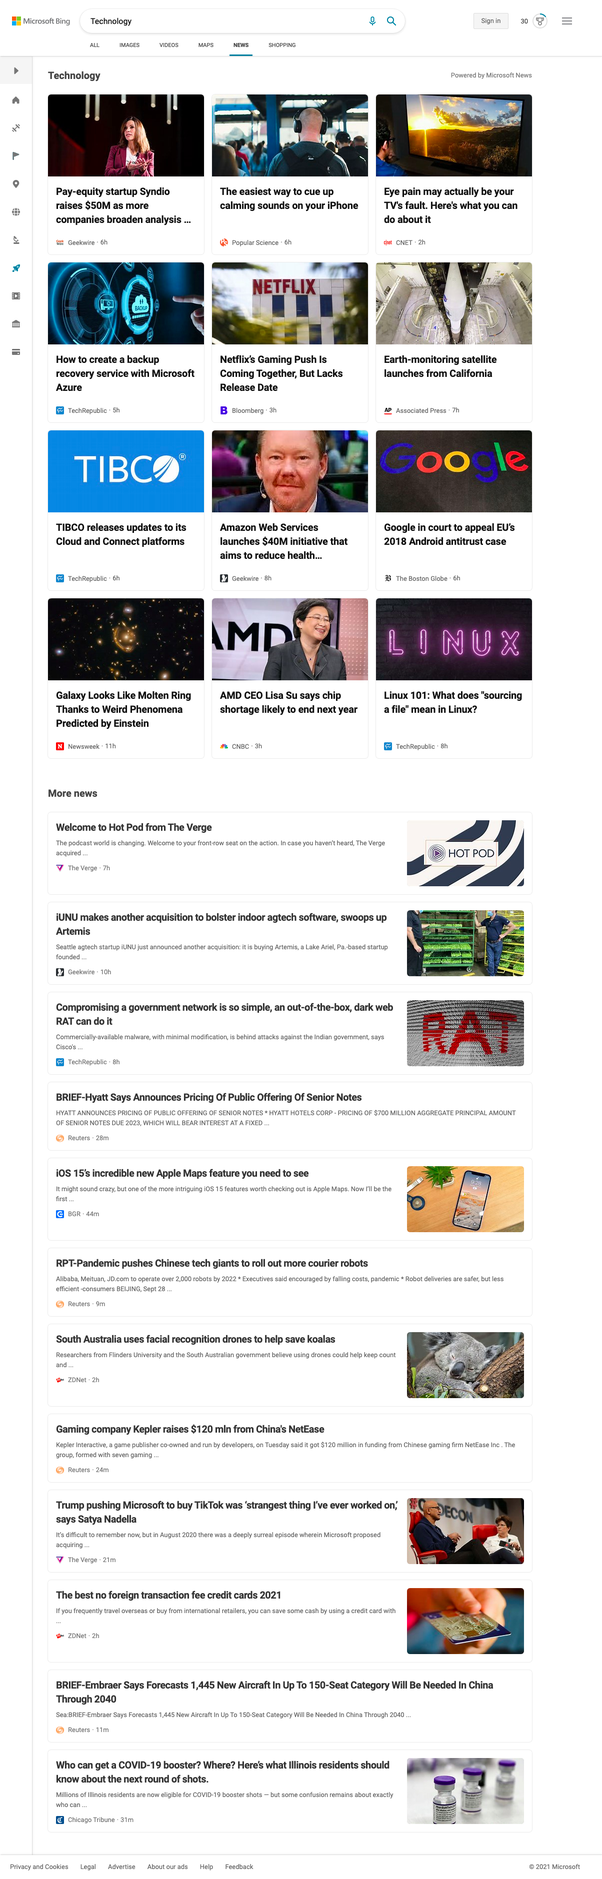 Microsoft Bing
Technology
Sign in
30
ALL
IMAGES
VIDEOS
MAPS
NEWS
SHOPPING
Technology
Powered by Microsoft News
Pay-equity startup Syndio
raises $50M as more
companies broaden analysis ...
Geekwire · 6h
The easiest way to cue up
calming sounds on your iPhone
Popular Science · 6h
Eye pain may actually be your
TV's fault. Here's what you can
do about it
CNET · 2h
BACKUP
How to create a backup
recovery service with Microsoft
Azure
TechRepublic · 5h
NETFLIX
Netflix's Gaming Push Is
Coming Together, But Lacks
Release Date
Bloomberg · 3h
Earth-monitoring satellite
launches from California
AP
Associated Press · 7h
TIBCO®
TIBCO releases updates to its
Cloud and Connect platforms
TechRepublic · 6h
Amazon Web Services
launches $40M initiative that
aims to reduce health...
Geekwire · 8h
Google
Google in court to appeal EU's
2018 Android antitrust case
The Boston Globe · 6h
Galaxy Looks Like Molten Ring
Thanks to Weird Phenomena
Predicted by Einstein
Newsweek · 11h
AMD
AMD CEO Lisa Su says chip
shortage likely to end next year
CNBC · 3h
LINUX
Linux 101: What does "sourcing
a file" mean in Linux?
TechRepublic · 8h
More news
Welcome to Hot Pod from The Verge
The podcast world is changing. Welcome to your front-row seat on the action. In case you haven't heard, The Verge
acquired ...
The Verge · 7h
HOT POD
iUNU makes another acquisition to bolster indoor agtech software, swoops up
Artemis
Seattle agtech startup iUNU just announced another acquisition: it is buying Artemis, a Lake Ariel, Pa.-based startup
founded ...
Geekwire · 10h
Compromising a government network is so simple, an out-of-the-box, dark web
RAT can do it
Commercially-available malware, with minimal modification, is behind attacks against the Indian government, says
Cisco's ...
TechRepublic · 8h
RAT
BRIEF-Hyatt Says Announces Pricing Of Public Offering Of Senior Notes
HYATT ANNOUNCES PRICING OF PUBLIC OFFERING OF SENIOR NOTES * HYATT HOTELS CORP - PRICING OF $700 MILLION AGGREGATE PRINCIPAL AMOUNT
OF SENIOR NOTES DUE 2023, WHICH WILL BEAR INTEREST AT A FIXED ...
Reuters · 28m
iOS 15's incredible new Apple Maps feature you need to see
It might sound crazy, but one of the more intriguing iOS 15 features worth checking out is Apple Maps. Now I'll be the
first ...
BGR · 44m
RPT-Pandemic pushes Chinese tech giants to roll out more courier robots
Alibaba, Meituan, JD.com to operate over 2,000 robots by 2022 * Executives said encouraged by falling costs, pandemic * Robot deliveries are safer, but less
efficient -consumers BEIJING, Sept 28 ...
Reuters · 9m
South Australia uses facial recognition drones to help save koalas
Researchers from Flinders University and the South Australian government believe using drones could help keep count
and ...
ZDNet · 2h
Gaming company Kepler raises $120 mln from China's NetEase
Kepler Interactive, a game publisher co-owned and run by developers, on Tuesday said it got $120 million in funding from Chinese gaming firm NetEase Inc . The
group, formed with seven gaming ...
Reuters · 24m
Trump pushing Microsoft to buy TikTok was 'strangest thing I've ever worked on,'
says Satya Nadella
It's difficult to remember now, but in August 2020 there was a deeply surreal episode wherein Microsoft proposed
acquiring ...
The Verge · 21m
The best no foreign transaction fee credit cards 2021
If you frequently travel overseas or buy from international retailers, you can save some cash by using a credit card with
...
ZDNet · 2h
BRIEF-Embraer Says Forecasts 1,445 New Aircraft In Up To 150-Seat Category Will Be Needed In China
Through 2040
Sea:BRIEF-Embraer Says Forecasts 1,445 New Aircraft In Up To 150-Seat Category Will Be Needed In China Through 2040 ...
Reuters · 11m
Who can get a COVID-19 booster? Where? Here's what Illinois residents should
know about the next round of shots.
Millions of Illinois residents are now eligible for COVID-19 booster shots — but some confusion remains about exactly
who can ...
Chicago Tribune · 31m
Privacy and Cookies
Legal
Advertise
About our ads
Help
Feedback
© 2021 Microsoft